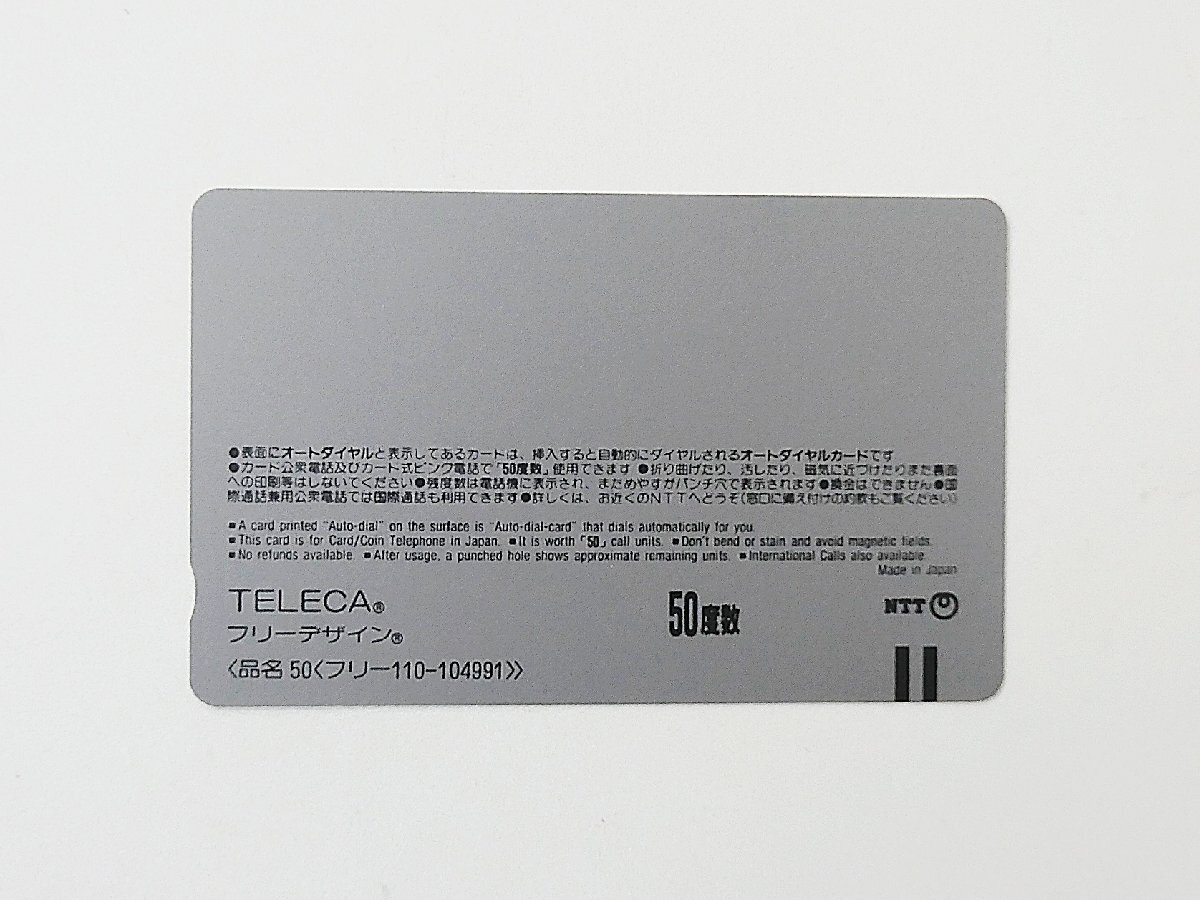 ●表面にオートダイヤルと表示してあるカードは、挿入すると自動的にダイヤルされるオートダイヤルカードです
●カード公衆電話及びカード式ピンク電話で「50度数」使用できます ●折り曲げたり、汚したり、磁気に近づけたりまた裏面
への印刷等はしないでください●残度数は電話機に表示され、まためやすがパンチ穴で表示されます●換金はできません●国
際通話兼用公衆電話では国際通話も利用できます●詳しくは、お近くのNTTへどうぞ(窓口に備え付けの約款もご覧ください)
■A card printed "Auto-dial" on the surface is "Auto-dial-card" that dials automatically for you.
■This card is for Card/Coin Telephone in Japan. ■It is worth「50」call units. ■Don't bend or stain and avoid magnetic fields.
■No refunds available. ■After usage, a punched hole shows approximate remaining units. ■International Calls also available.
Made in Japan
TELECA®
フリーデザイン®
50度数
NTT
〈品名 50〈フリー110-104991〉〉